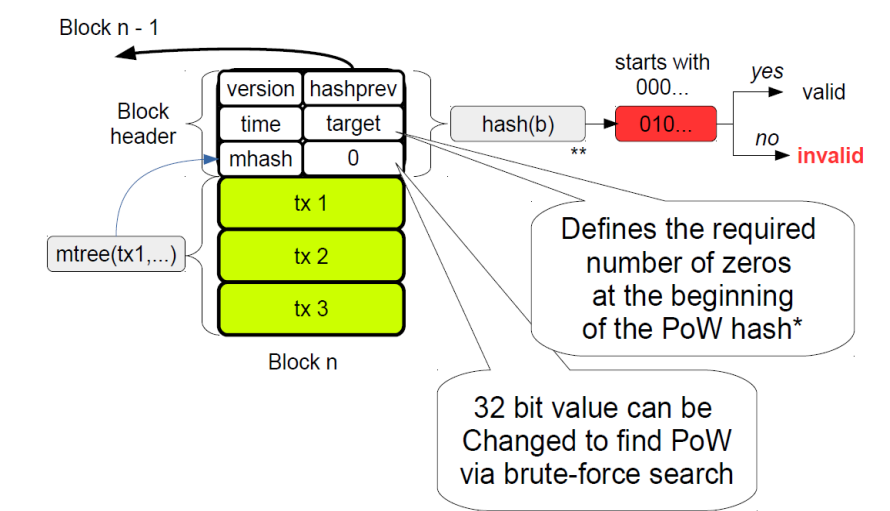 Block n - 1
starts with
000...
yes
valid
version hashprev
Block
header
time target
hash(b)
010...
**
no
invalid
mhash 0
tx 1
mtree(tx1,...)
tx 2
tx 3
Block n
Defines the required
number of zeros
at the beginning
of the PoW hash*
32 bit value can be
Changed to find PoW
via brute-force search